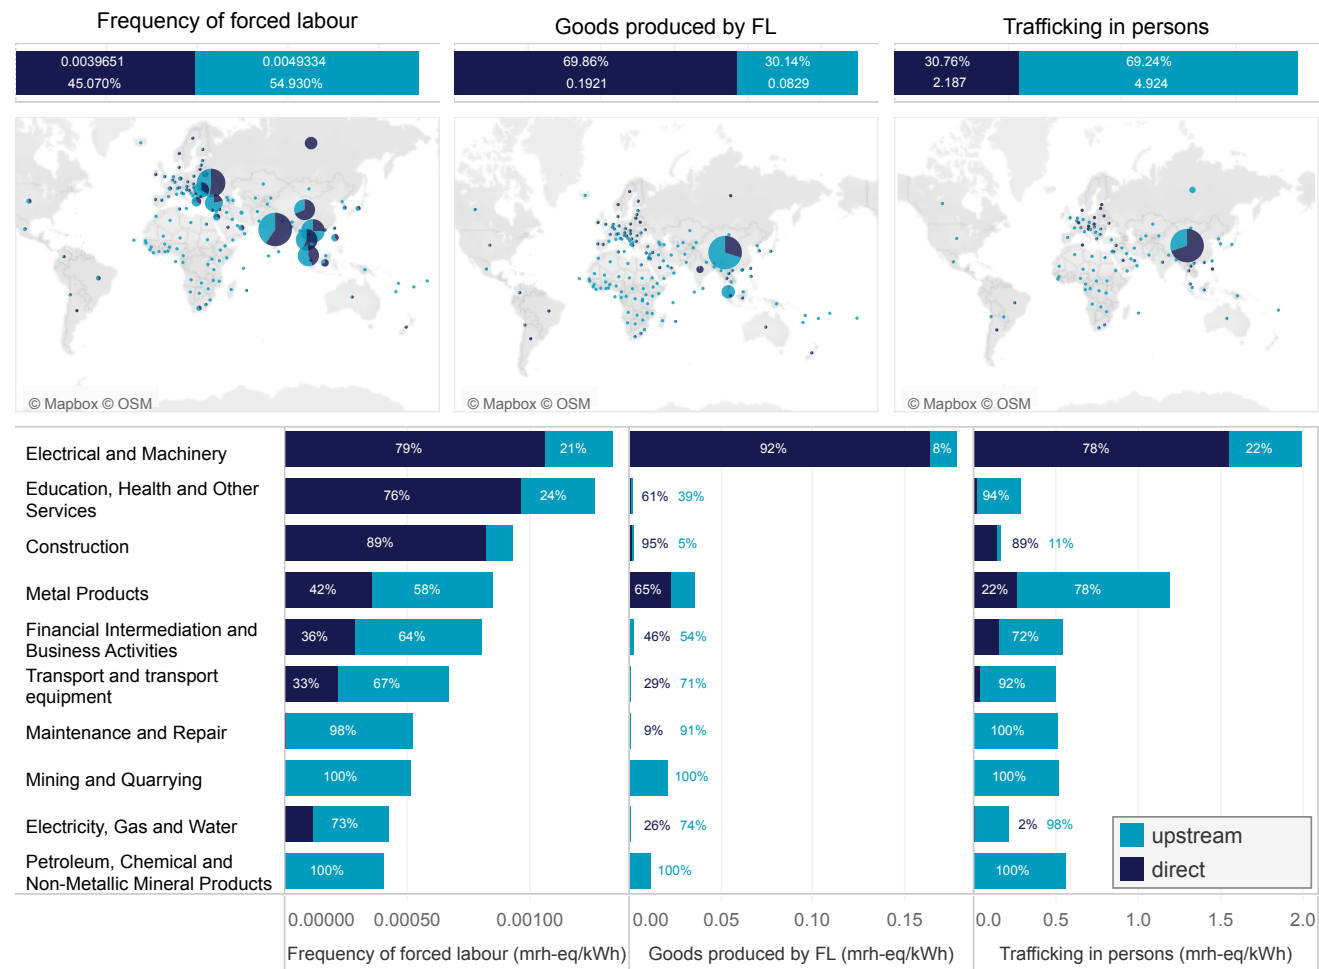 Frequency of forced labour
Goods produced by FL
Trafficking in persons
0.0039651 0.0049334
45.070% 54.930%
69.86% 30.14%
0.1921 0.0829
30.76% 69.24%
2.187 4.924
© Mapbox © OSM
© Mapbox © OSM
© Mapbox © OSM
Electrical and Machinery
79% 21% 92% 8% 78% 22%
Education, Health and Other
Services
76% 24% 61% 39% 94%
Construction
89% 95% 5% 89% 11%
Metal Products
42% 58% 65% 22% 78%
Financial Intermediation and
Business Activities
36% 64% 46% 54% 72%
Transport and transport
equipment
33% 67% 29% 71% 92%
Maintenance and Repair
98% 9% 91% 100%
Mining and Quarrying
100% 100% 100%
Electricity, Gas and Water
73% 26% 74% 2% 98%
Petroleum, Chemical and
Non-Metallic Mineral Products
100% 100% 100%
upstream
direct
0.00000 0.00050 0.00100
0.00 0.05 0.10 0.15
0.0 0.5 1.0 1.5 2.0
Frequency of forced labour (mrh-eq/kWh)
Goods produced by FL (mrh-eq/kWh)
Trafficking in persons (mrh-eq/kWh)